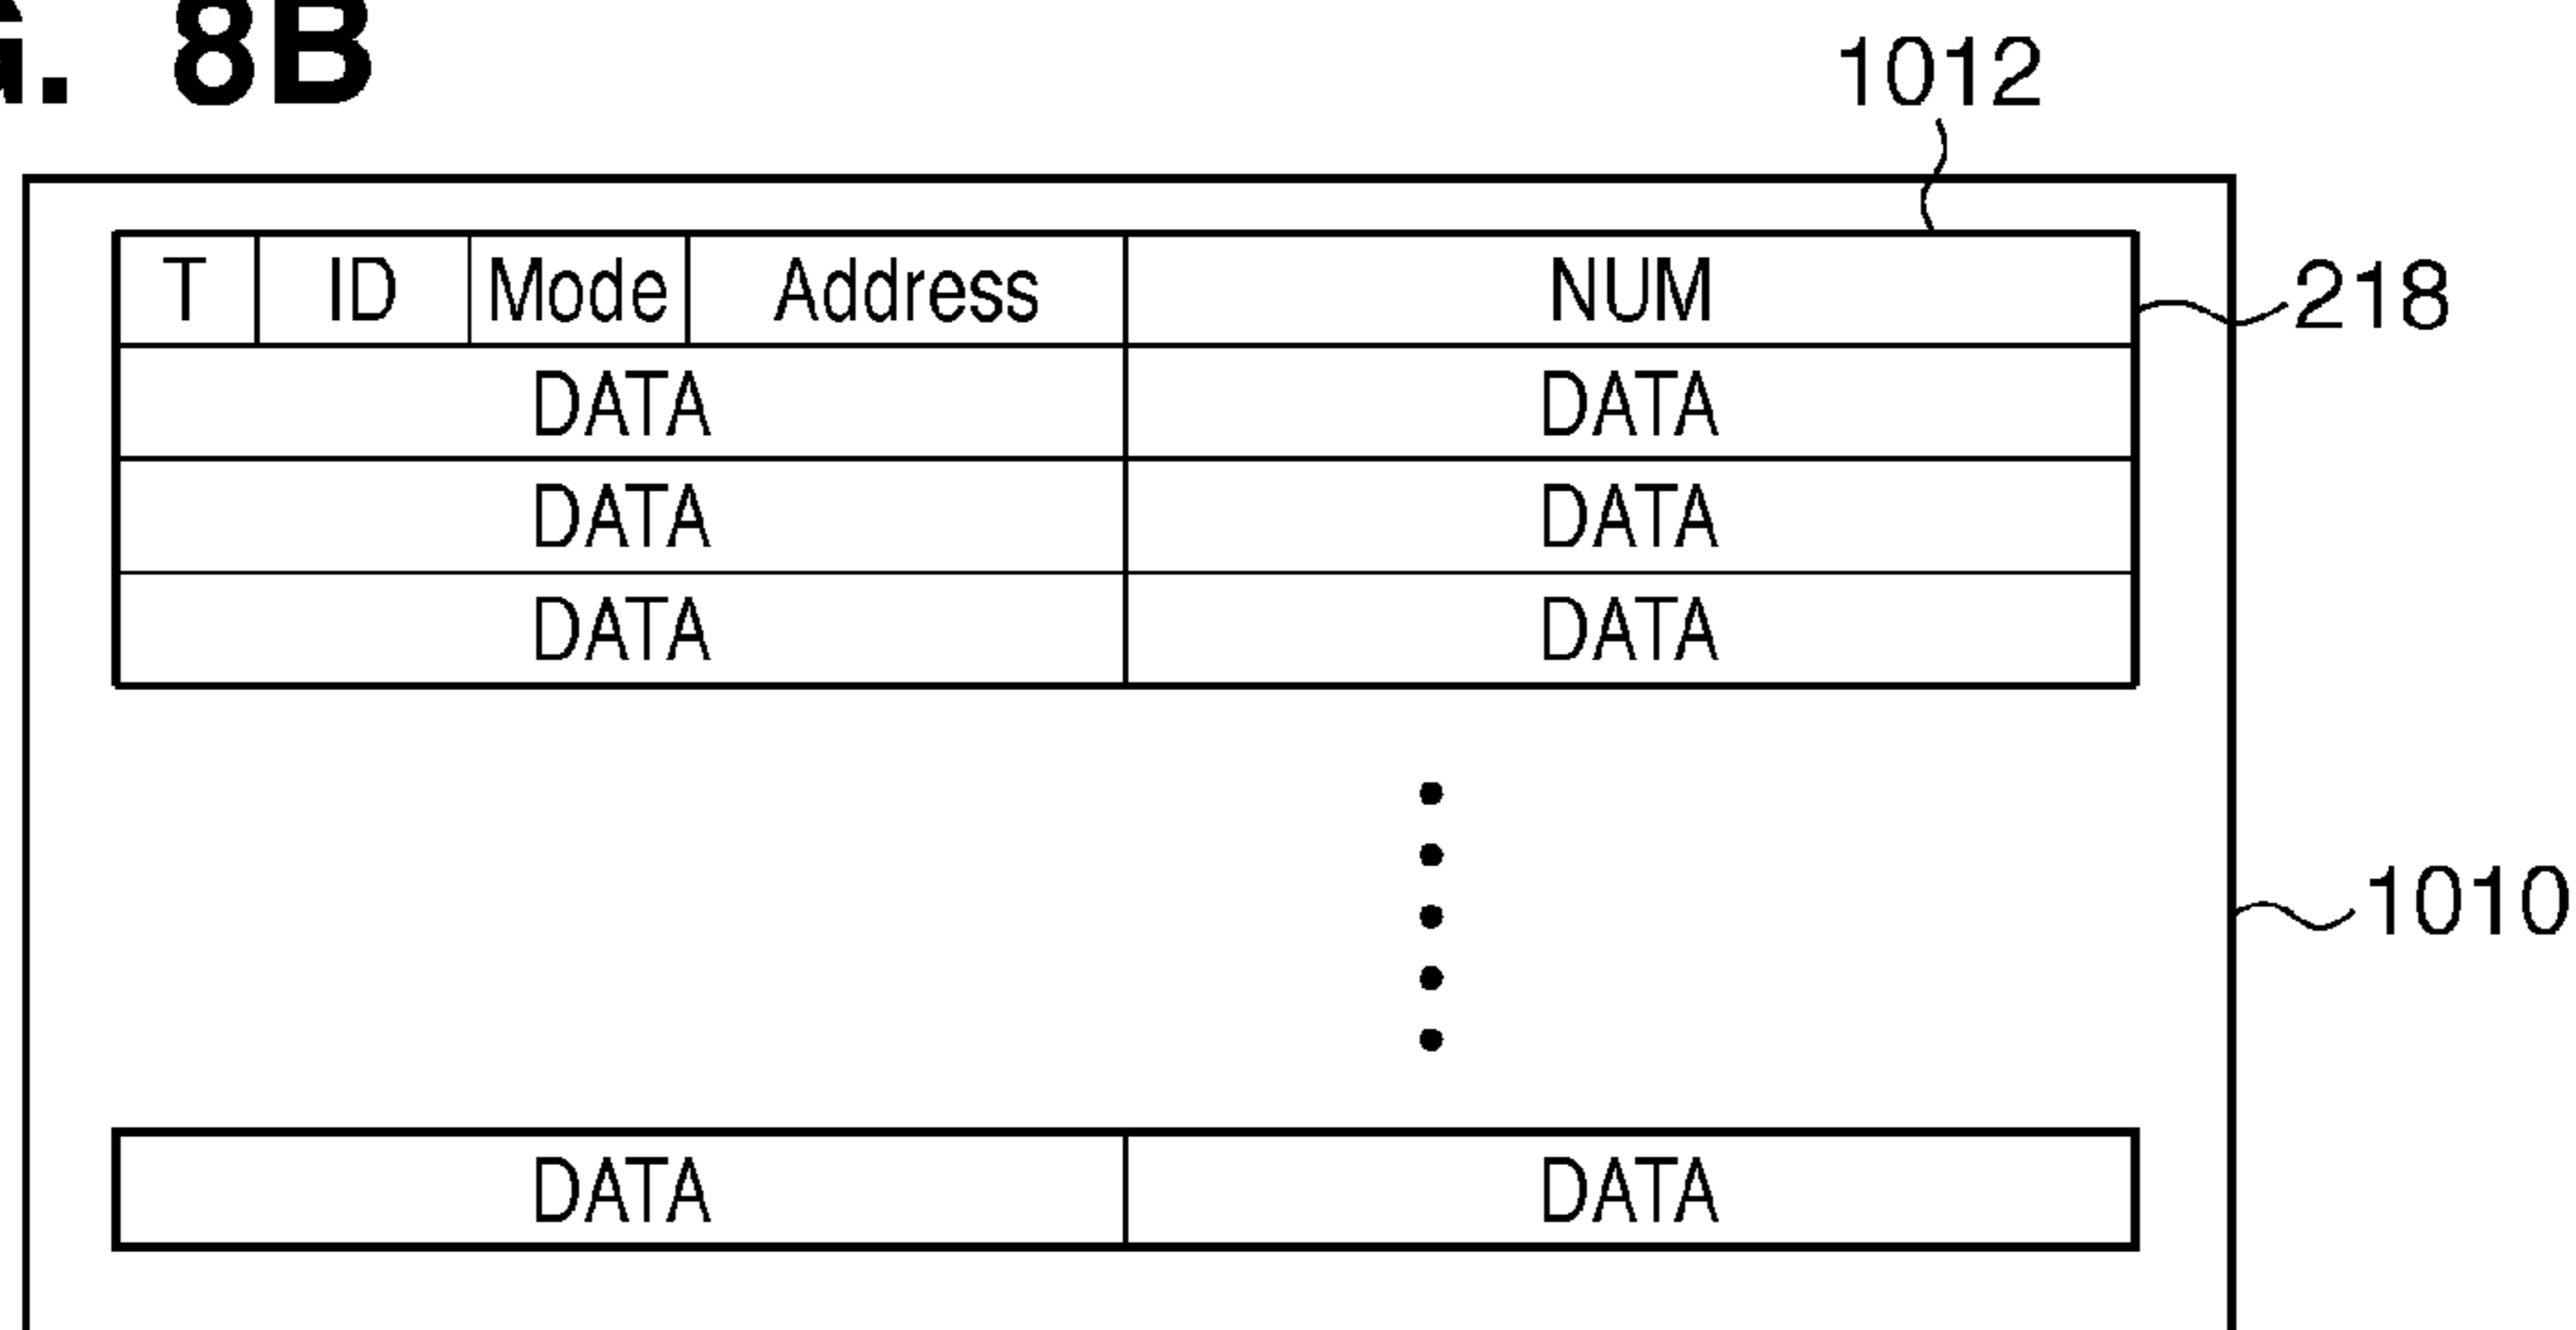 G. 8B
1012
T ID Mode Address NUM 218
DATA DATA
DATA DATA
DATA DATA
1010
DATA DATA